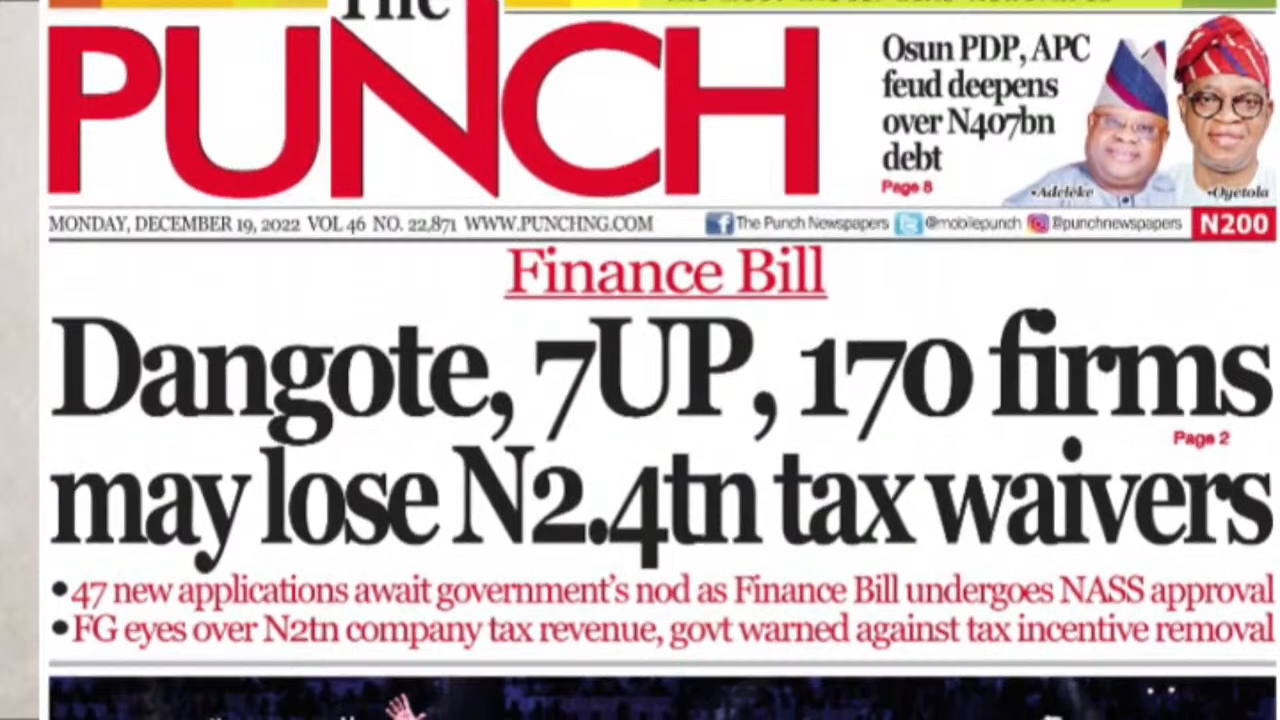 The
PUNCH
Osun PDP, APC
feud deepens
over N407bn
debt
Page 8
•Adeleke
•Oyetola
MONDAY, DECEMBER 19, 2022 VOL 46 NO. 22,871 WWW.PUNCHNG.COM
The Punch Newspapers @mobilepunch @punchnewspapers N200
Finance Bill
Dangote, 7UP, 170 firms
Page 2
may lose N2.4tn tax waivers
•47 new applications await government's nod as Finance Bill undergoes NASS approval
•FG eyes over N2tn company tax revenue, govt warned against tax incentive removal